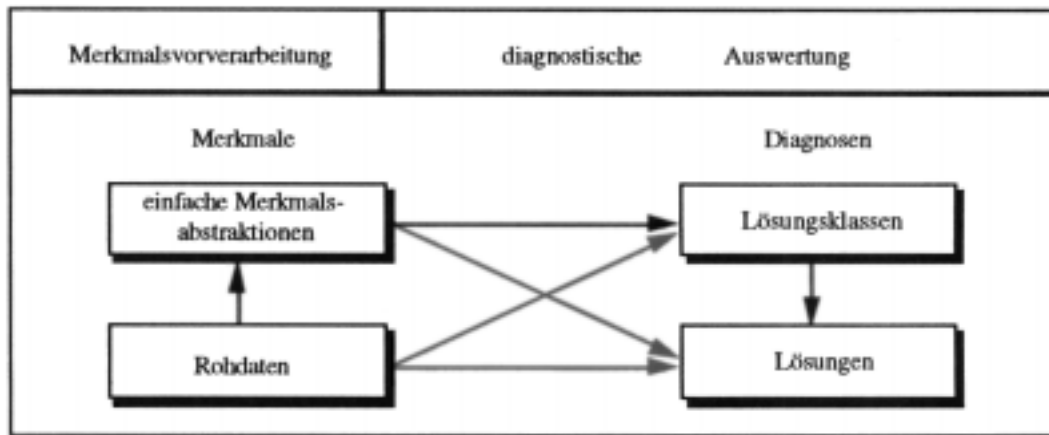 Merkmalsvorverarbeitung
diagnostische Auswertung
Merkmale
Diagnosen
einfache Merkmals-
abstraktionen
Lösungsklassen
Rohdaten
Lösungen